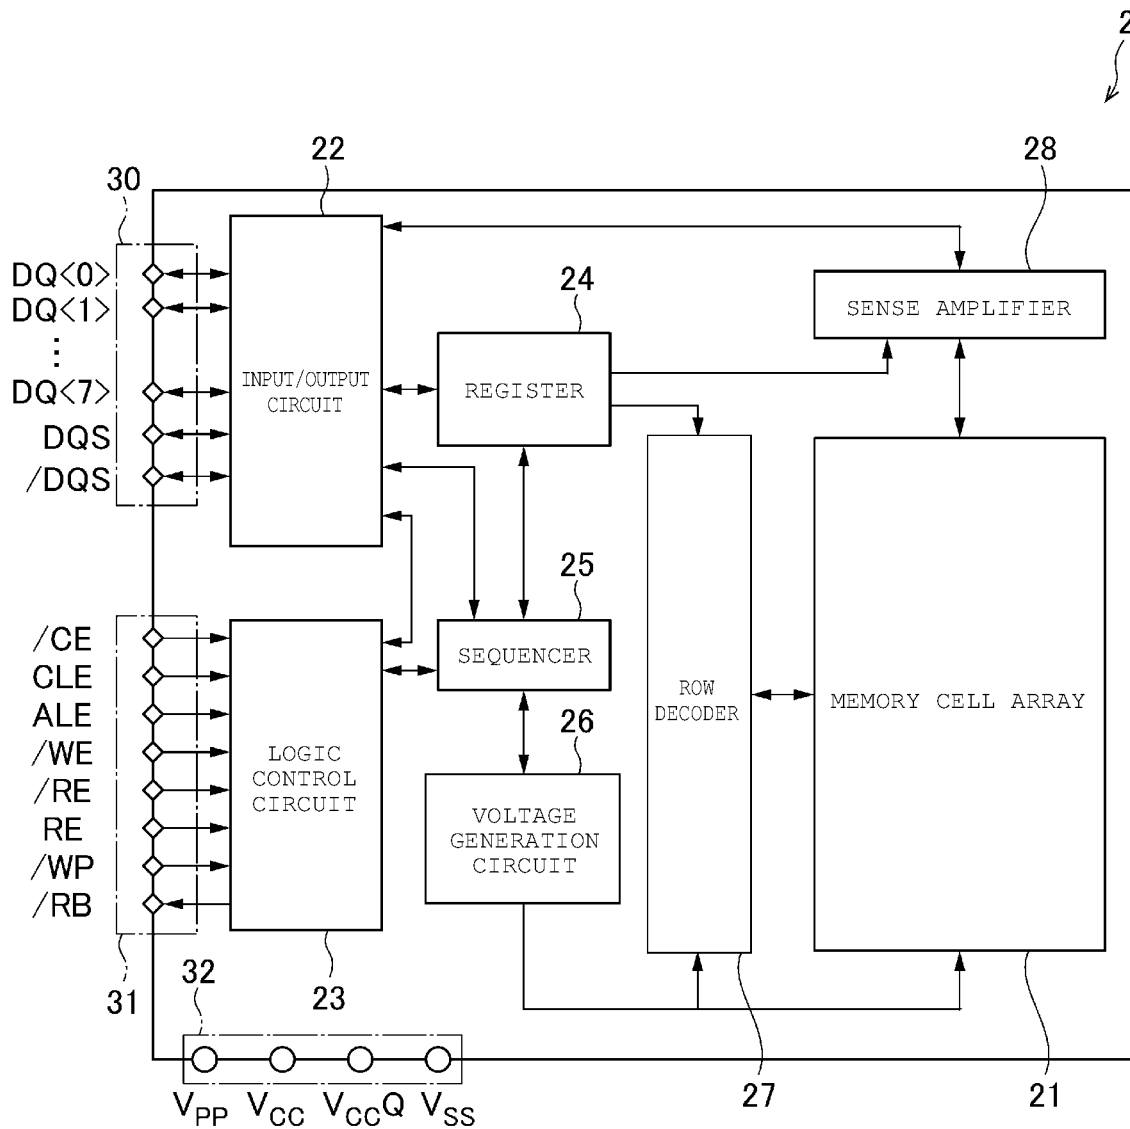 2
22
28
30
DQ<0>
DQ<1>
⋮
DQ<7>
DQS
/DQS
INPUT/OUTPUT
CIRCUIT
24
REGISTER
SENSE AMPLIFIER
25
SEQUENCER
/CE
CLE
ALE
/WE
/RE
RE
/WP
/RB
LOGIC
CONTROL
CIRCUIT
26
VOLTAGE
GENERATION
CIRCUIT
ROW
DECODER
MEMORY CELL ARRAY
31
32
23
27
21
VPP
VCC
VCCQ
VSS